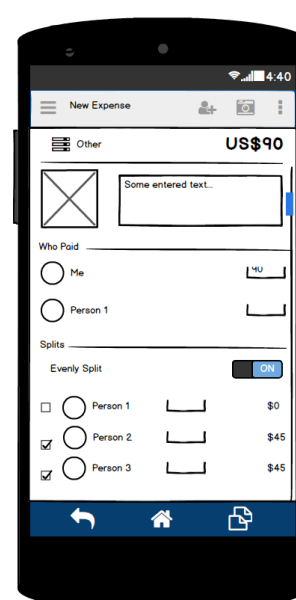 4:40
New Expense
Other US$90
Some entered text...
Who Paid
Me 90
Person 1
Splits
Evenly Split ON
Person 1 $0
Person 2 $45
Person 3 $45